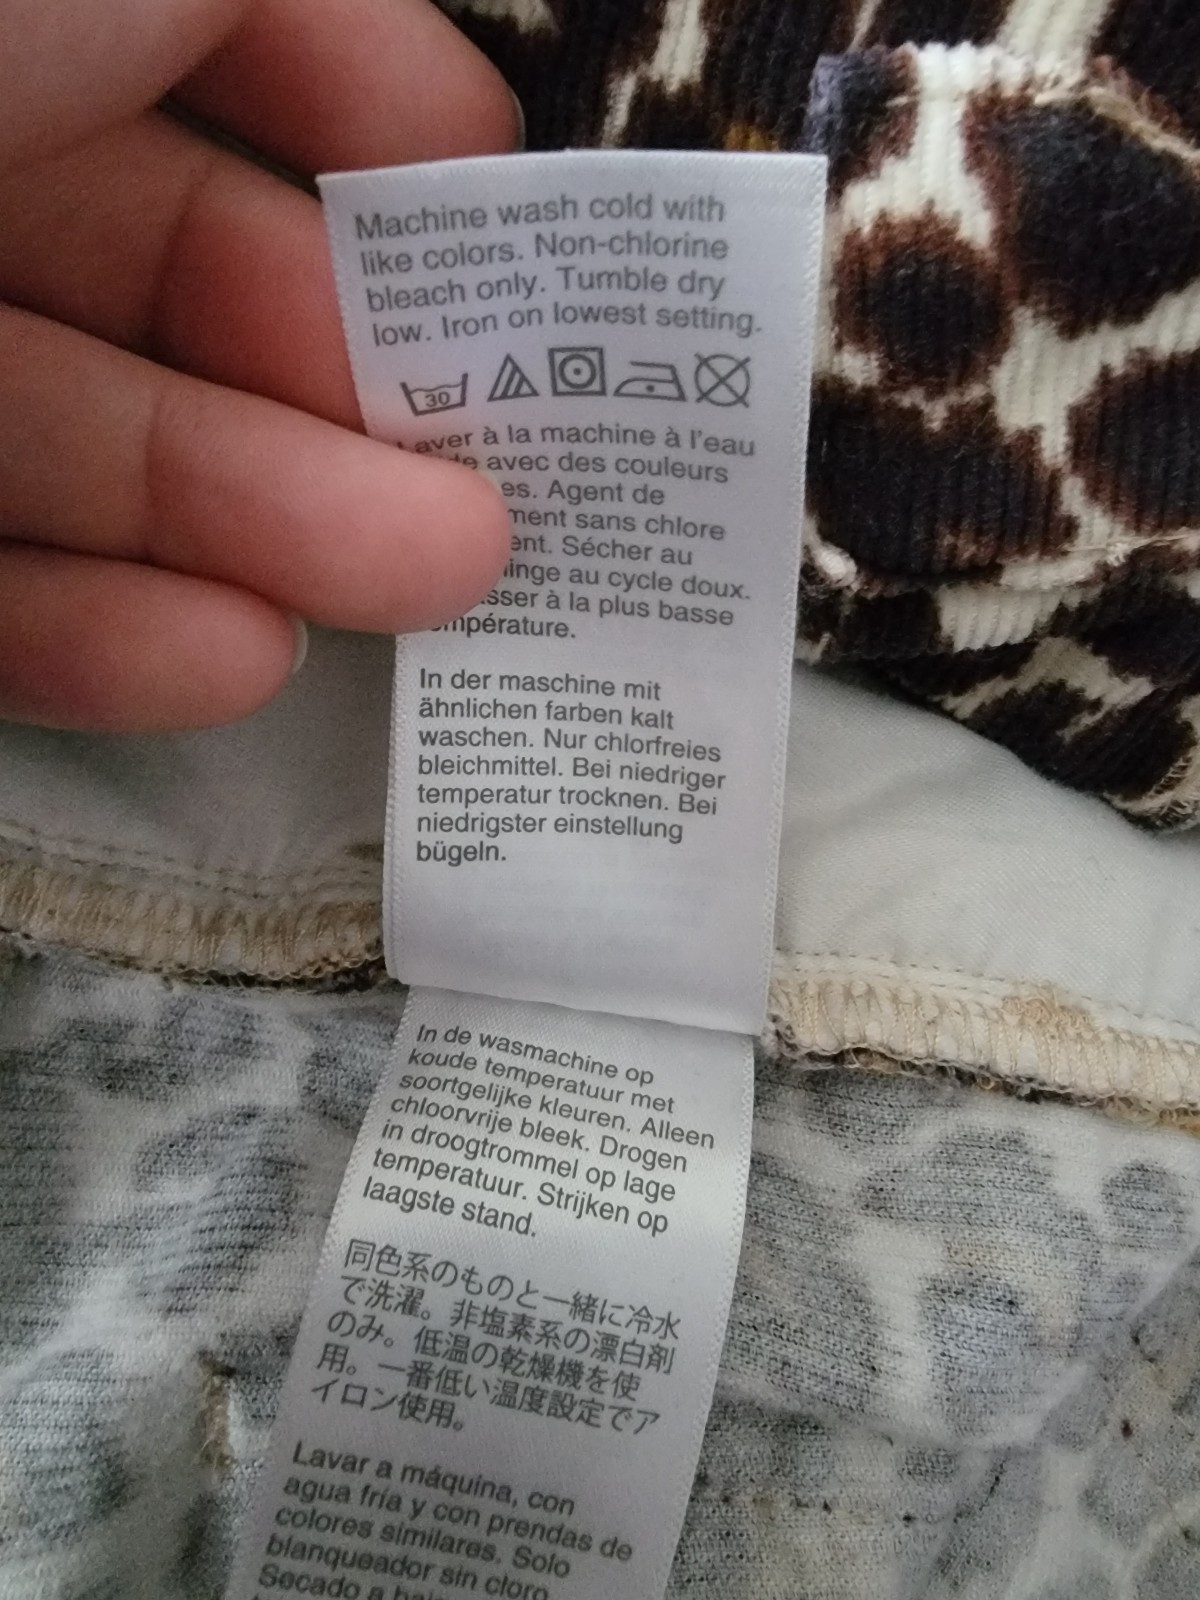 Machine wash cold with
like colors. Non-chlorine
bleach only. Tumble dry
low. Iron on lowest setting.
30
à la machine à l'eau
avec des couleurs
Agent de
sans chlore
Sécher au
au cycle doux.
à la plus basse
In der maschine mit
ähnlichen farben kalt
waschen. Nur chlorfreies
bleichmittel. Bei niedriger
temperatur trocknen. Bei
niedrigster einstellung
bügeln.
In de wasmachine op
koude temperatuur met
soortgelijke kleuren. Alleen
chloorvrije bleek. Drogen
in droogtrommel op lage
temperatuur. Strijken op
laagste stand.
同色系のものと一緒に冷水
で洗濯。非塩素系の漂白剤
のみ。低温の乾燥機を使
用。一番低い温度設定でア
イロン使用。
Lavar a máquina, con
agua fría y con prendas de
colores similares. Solo
blanqueador sin cloro
Secado a